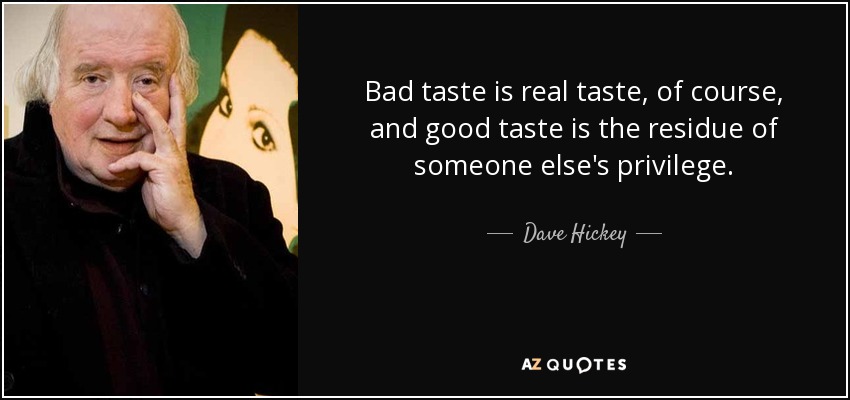 Bad taste is real taste, of course,
and good taste is the residue of
someone else's privilege.
Dave Hickey
AZ QUOTES